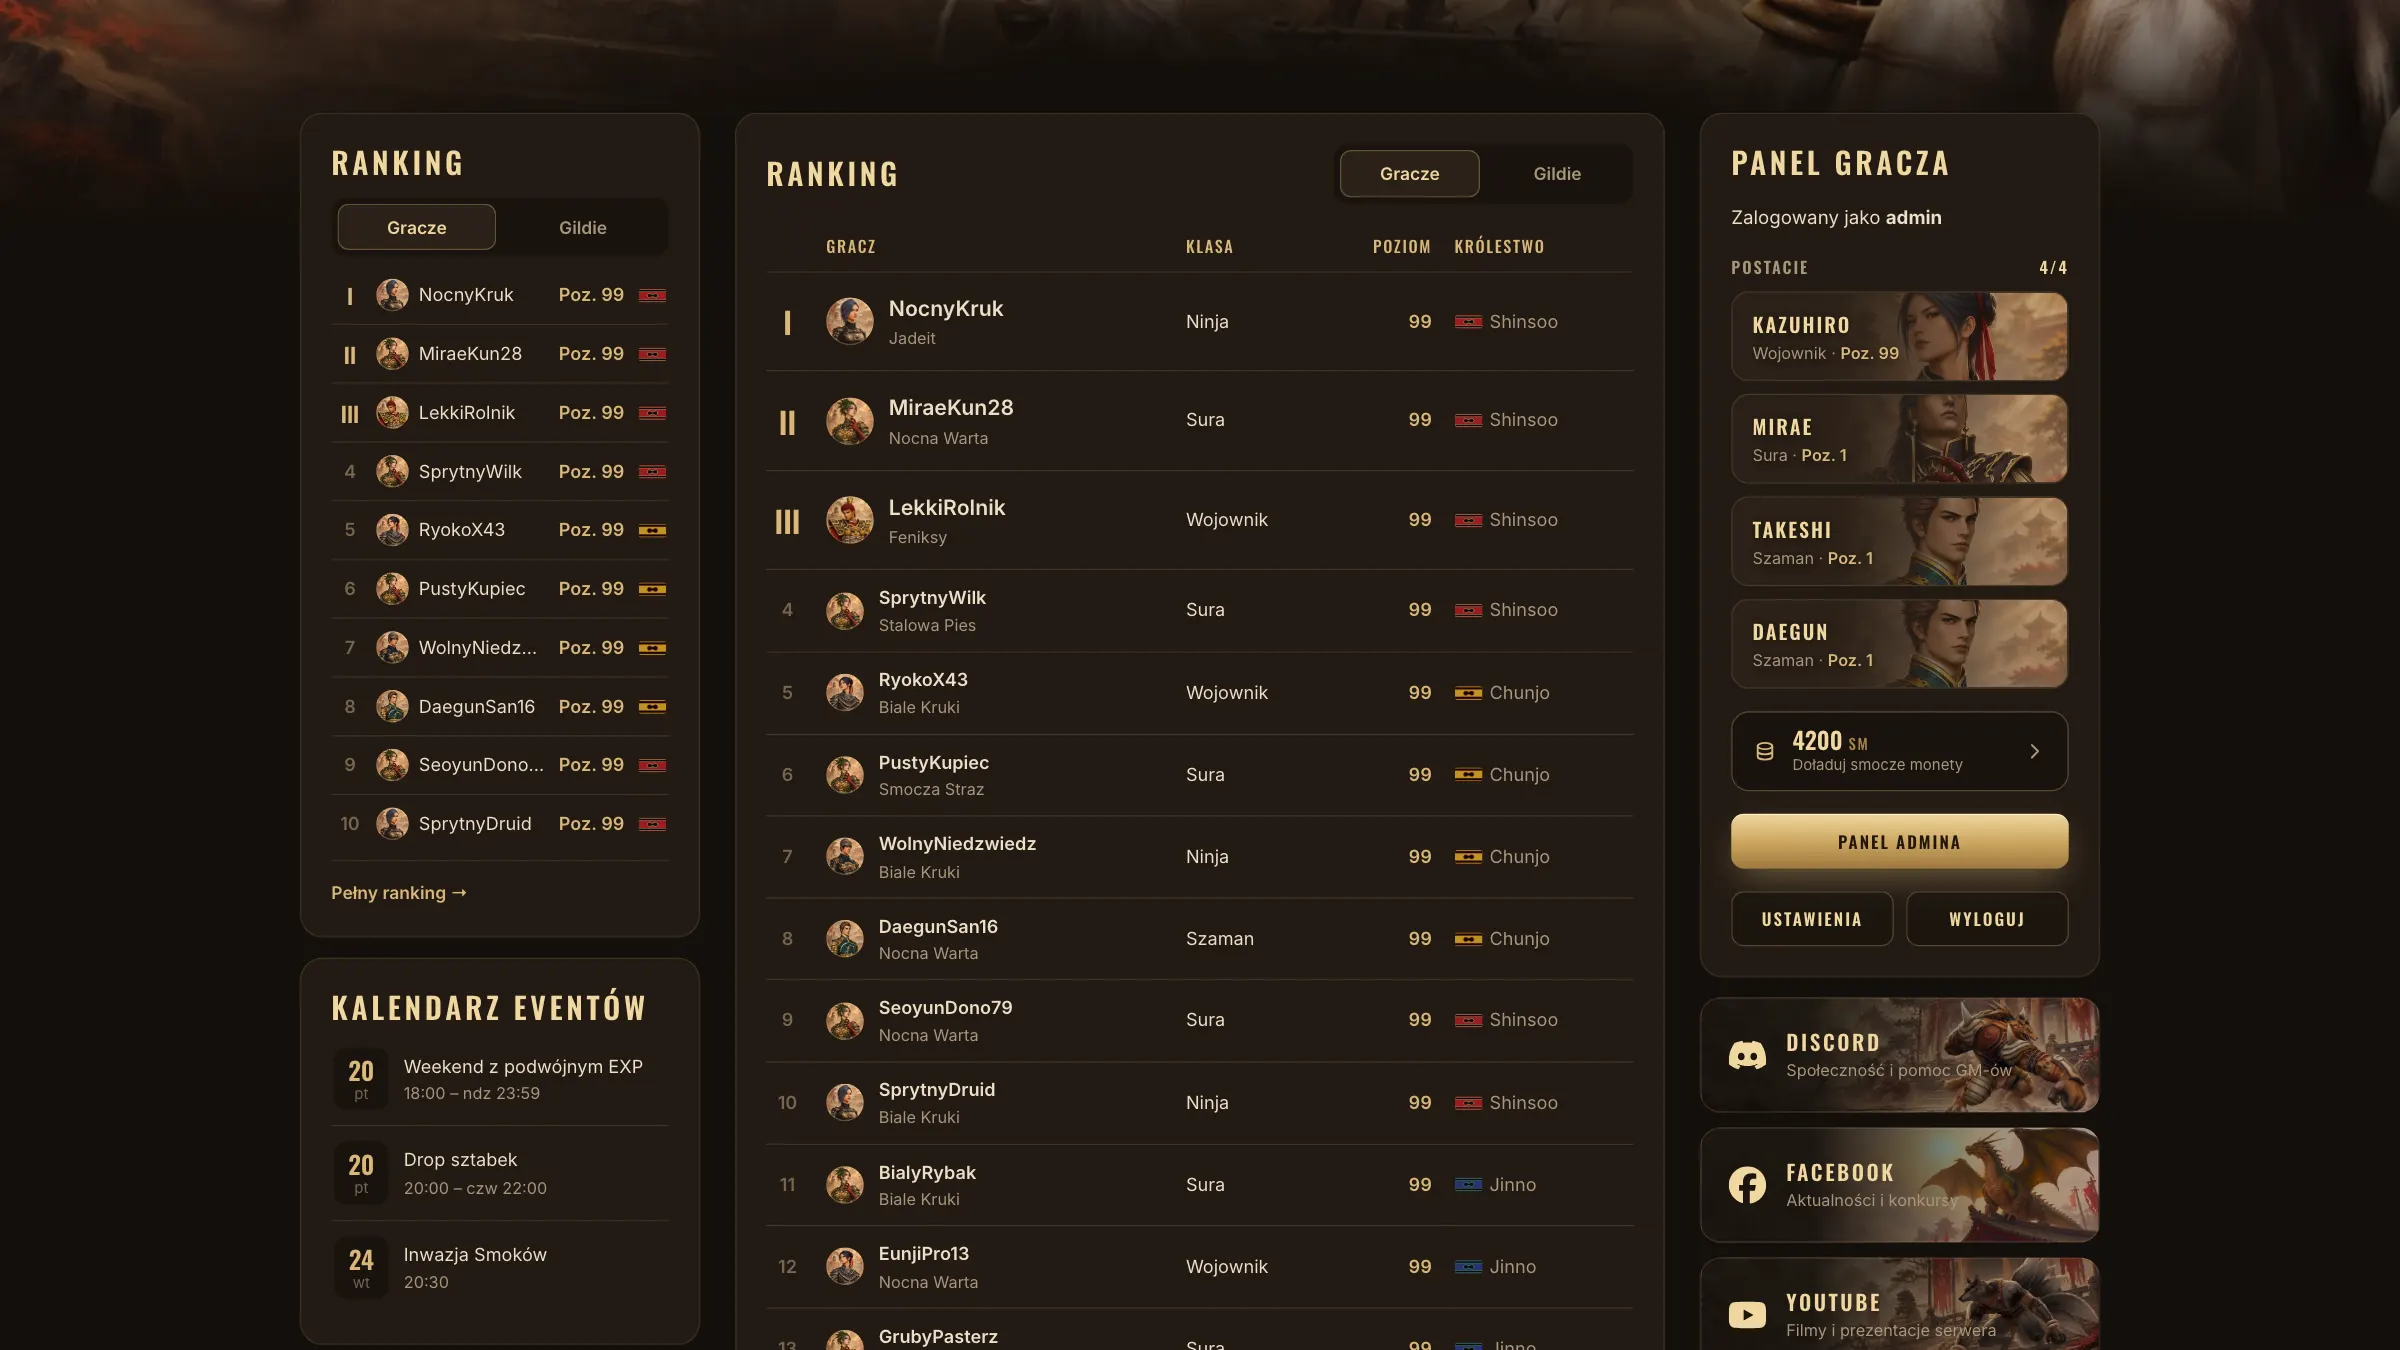 RANKING
Gracze Gildie
I NocnyKruk Poz. 99
II MiraeKun28 Poz. 99
III LekkiRolnik Poz. 99
4 SprytnyWilk Poz. 99
5 RyokoX43 Poz. 99
6 PustyKupiec Poz. 99
7 WolnyNiedz... Poz. 99
8 DaegunSan16 Poz. 99
9 SeoyunDono... Poz. 99
10 SprytnyDruid Poz. 99
Pełny ranking →
KALENDARZ EVENTÓW
20 Weekend z podwójnym EXP
pt 18:00 – ndz 23:59
20 Drop sztabek
pt 20:00 – czw 22:00
24 Inwazja Smoków
wt 20:30
RANKING
Gracze Gildie
GRACZ KLASA POZIOM KRÓLESTWO
I NocnyKruk Ninja 99 Shinsoo
Jadeit
II MiraeKun28 Sura 99 Shinsoo
Nocna Warta
III LekkiRolnik Wojownik 99 Shinsoo
Feniksy
4 SprytnyWilk Sura 99 Shinsoo
Stalowa Pies
5 RyokoX43 Wojownik 99 Chunjo
Biale Kruki
6 PustyKupiec Sura 99 Chunjo
Smocza Straz
7 WolnyNiedzwiedz Ninja 99 Chunjo
Biale Kruki
8 DaegunSan16 Szaman 99 Chunjo
Nocna Warta
9 SeoyunDono79 Sura 99 Shinsoo
Nocna Warta
10 SprytnyDruid Ninja 99 Shinsoo
Biale Kruki
11 BialyRybak Sura 99 Jinno
Biale Kruki
12 EunjiPro13 Wojownik 99 Jinno
Nocna Warta
13 GrubyPasterz Sura 99 Jinno
PANEL GRACZA
Zalogowany jako admin
POSTACIE 4/4
KAZUHIRO
Wojownik · Poz. 99
MIRAE
Sura · Poz. 1
TAKESHI
Szaman · Poz. 1
DAEGUN
Szaman · Poz. 1
4200 SM
Doładuj smocze monety
PANEL ADMINA
USTAWIENIA WYLOGUJ
DISCORD
Społeczność i pomoc GM-ów
FACEBOOK
Aktualności i konkursy
YOUTUBE
Filmy i prezentacje serwera